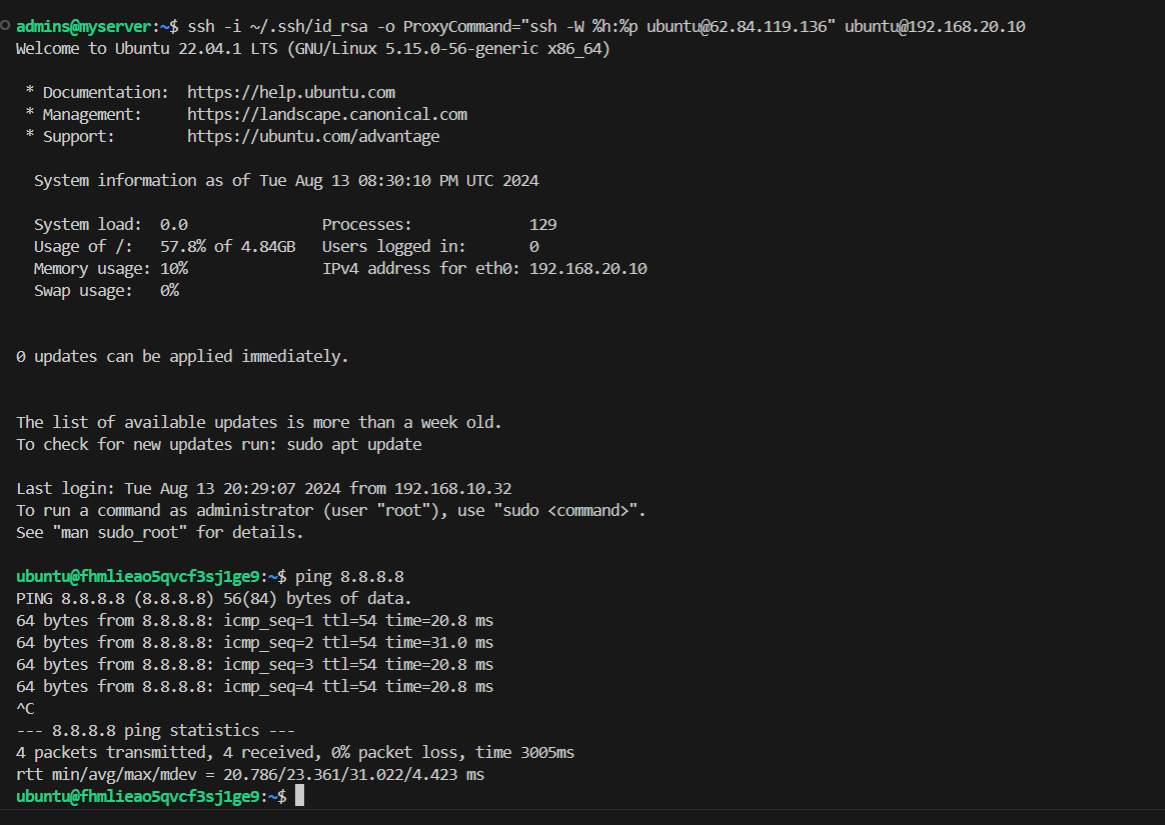 admins@myserver:~$ ssh -i ~/.ssh/id_rsa -o ProxyCommand="ssh -W %h:%p ubuntu@62.84.119.136" ubuntu@192.168.20.10
Welcome to Ubuntu 22.04.1 LTS (GNU/Linux 5.15.0-56-generic x86_64)

 * Documentation:  https://help.ubuntu.com
 * Management:     https://landscape.canonical.com
 * Support:        https://ubuntu.com/advantage

  System information as of Tue Aug 13 08:30:10 PM UTC 2024

  System load:  0.0               Processes:             129
  Usage of /:   57.8% of 4.84GB   Users logged in:       0
  Memory usage: 10%               IPv4 address for eth0: 192.168.20.10
  Swap usage:   0%

0 updates can be applied immediately.

The list of available updates is more than a week old.
To check for new updates run: sudo apt update

Last login: Tue Aug 13 20:29:07 2024 from 192.168.10.32
To run a command as administrator (user "root"), use "sudo <command>".
See "man sudo_root" for details.

ubuntu@fhmlieao5qvcf3sj1ge9:~$ ping 8.8.8.8
PING 8.8.8.8 (8.8.8.8) 56(84) bytes of data.
64 bytes from 8.8.8.8: icmp_seq=1 ttl=54 time=20.8 ms
64 bytes from 8.8.8.8: icmp_seq=2 ttl=54 time=31.0 ms
64 bytes from 8.8.8.8: icmp_seq=3 ttl=54 time=20.8 ms
64 bytes from 8.8.8.8: icmp_seq=4 ttl=54 time=20.8 ms
^C
--- 8.8.8.8 ping statistics ---
4 packets transmitted, 4 received, 0% packet loss, time 3005ms
rtt min/avg/max/mdev = 20.786/23.361/31.022/4.423 ms
ubuntu@fhmlieao5qvcf3sj1ge9:~$